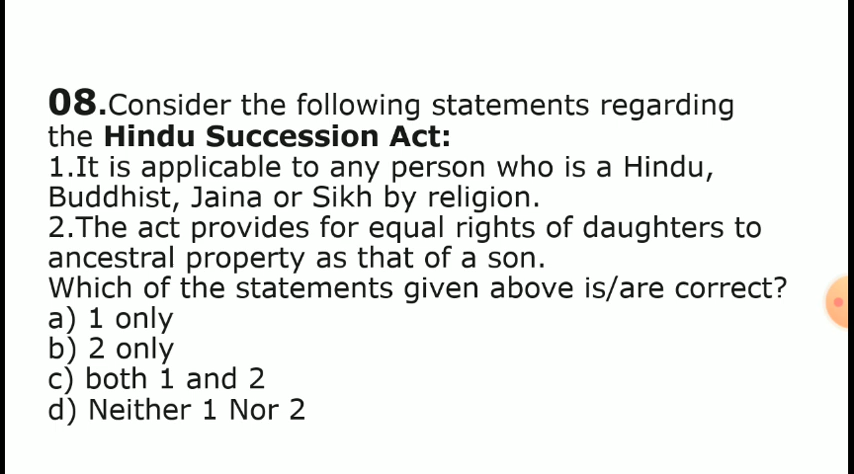 08.Consider the following statements regarding
the Hindu Succession Act:
1.It is applicable to any person who is a Hindu,
Buddhist, Jaina or Sikh by religion.
2.The act provides for equal rights of daughters to
ancestral property as that of a son.
Which of the statements given above is/are correct?
a) 1 only
b) 2 only
c) both 1 and 2
d) Neither 1 Nor 2